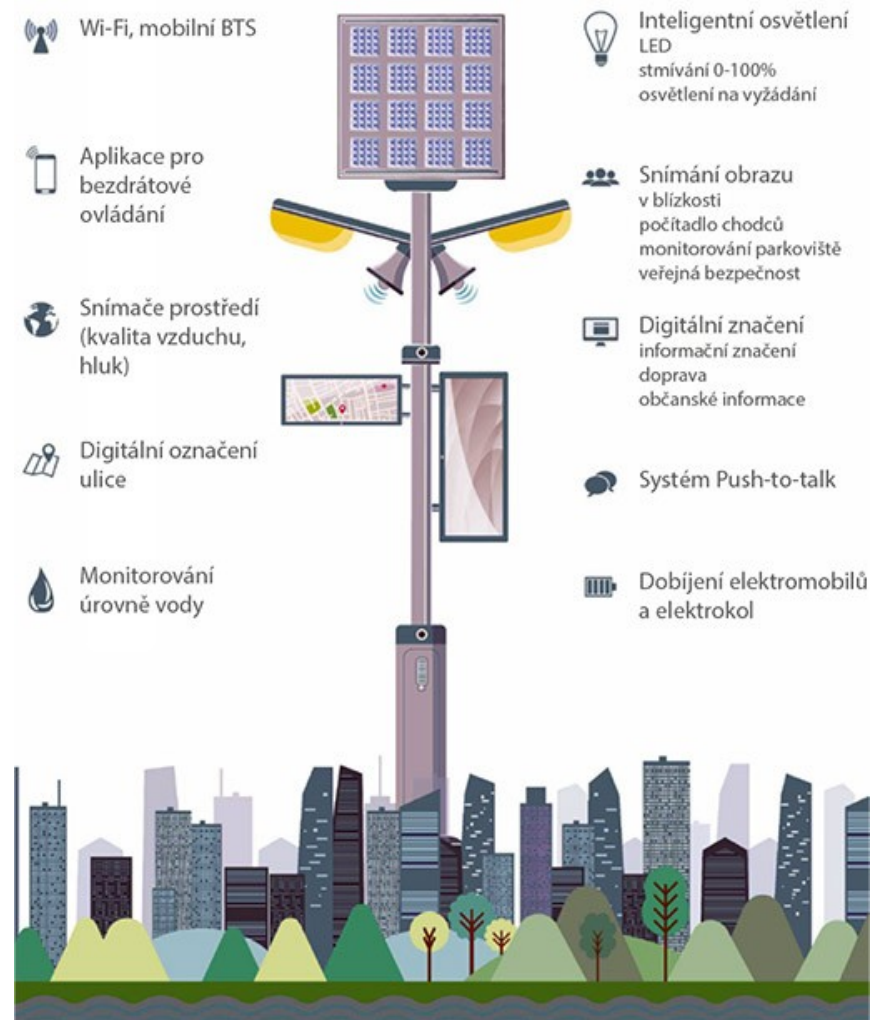 Wi-Fi, mobilní BTS
Aplikace pro
bezdrátové
ovládání
Snímače prostředí
(kvalita vzduchu,
hluk)
Digitální označení
ulice
Monitorování
úrovně vody
Inteligentní osvětlení
LED
stmívání 0-100%
osvětlení na vyžádání
Snímání obrazu
v blízkosti
počítadlo chodců
monitorování parkoviště
veřejná bezpečnost
Digitální značení
informační značení
doprava
občanské informace
Systém Push-to-talk
Dobíjení elektromobilů
a elektrokol